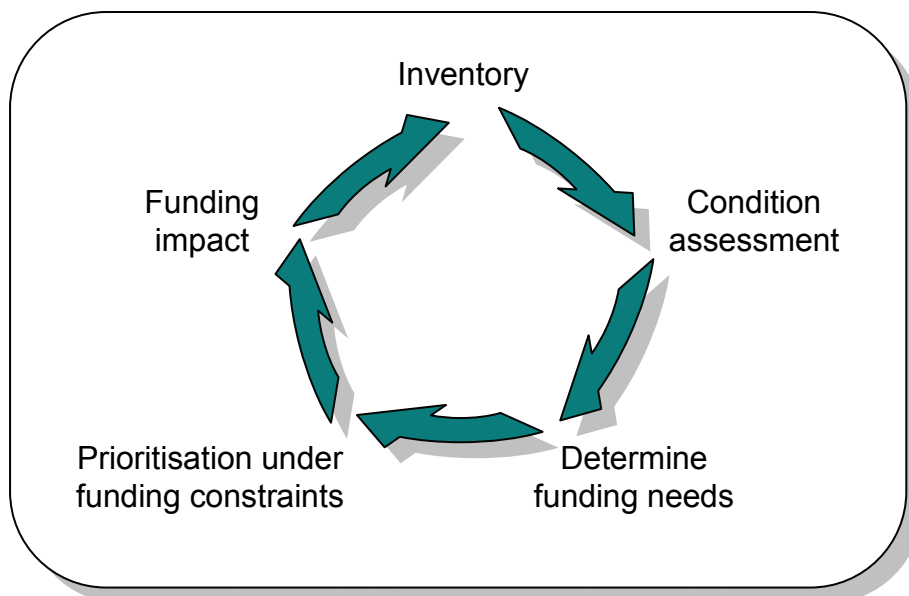 Inventory
Condition
assessment
Determine
funding needs
Prioritisation under
funding constraints
Funding
impact